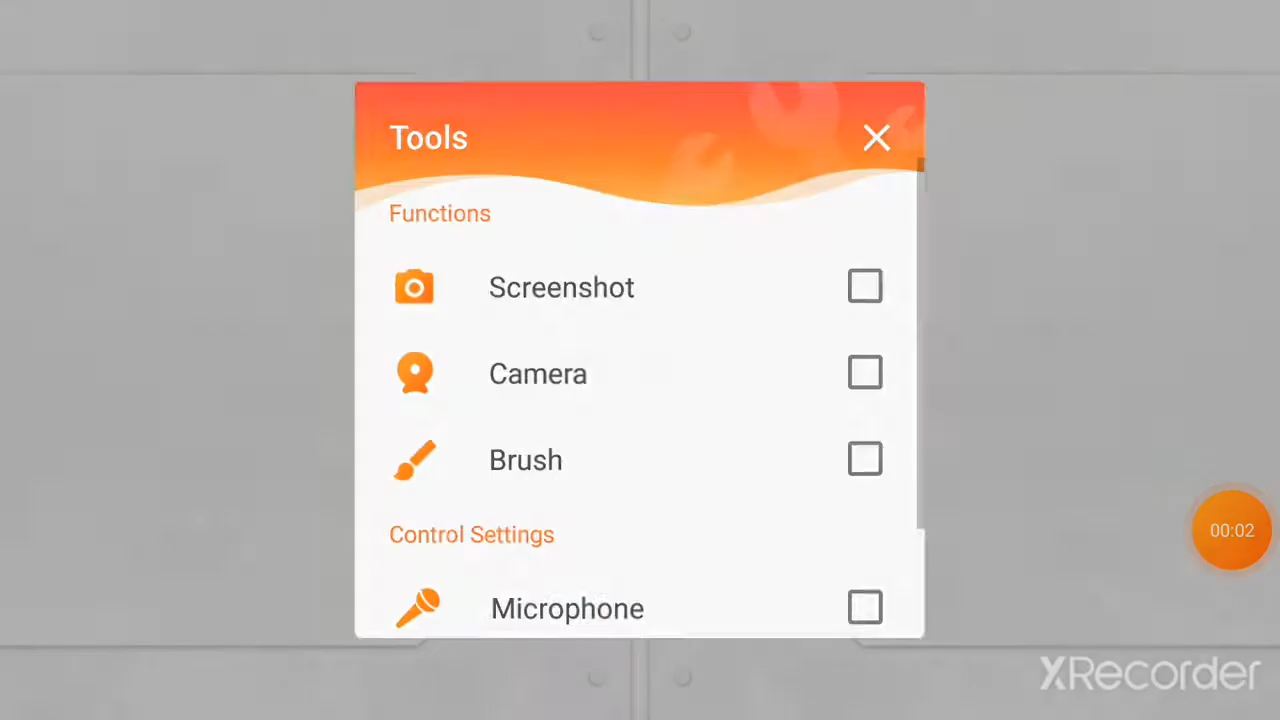 Tools
Functions
Screenshot
Camera
Brush
Control Settings
Microphone
00:02
XRecorder